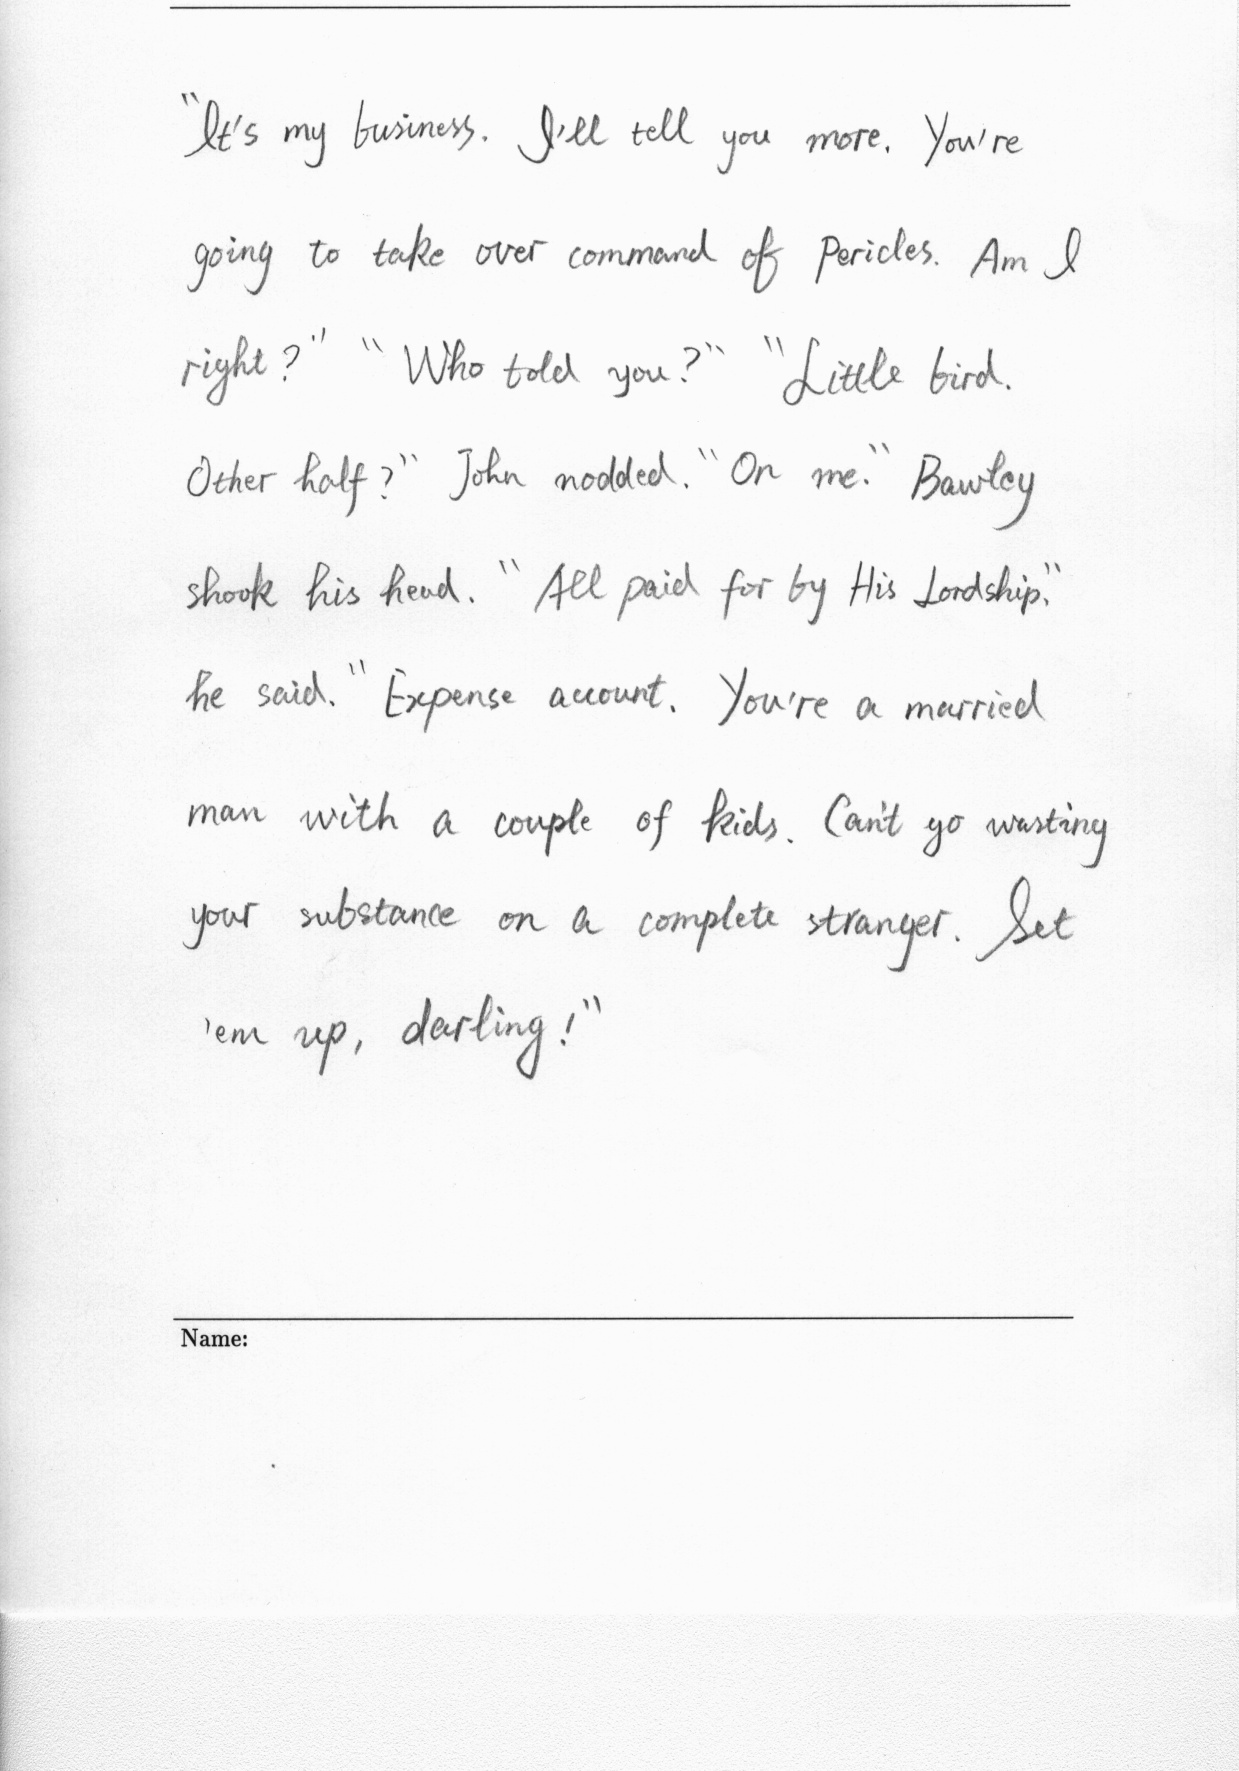 "It's my business. I'll tell you more. You're
going to take over command of Pericles. Am I
right?" "Who told you?" "Little bird.
Other half?" John nodded. "On me." Bawley
shook his head. "All paid for by His Lordship."
he said. "Expense account. You're a married
man with a couple of kids. Can't go wasting
your substance on a complete stranger. Set
'em up, darling!"
Name: